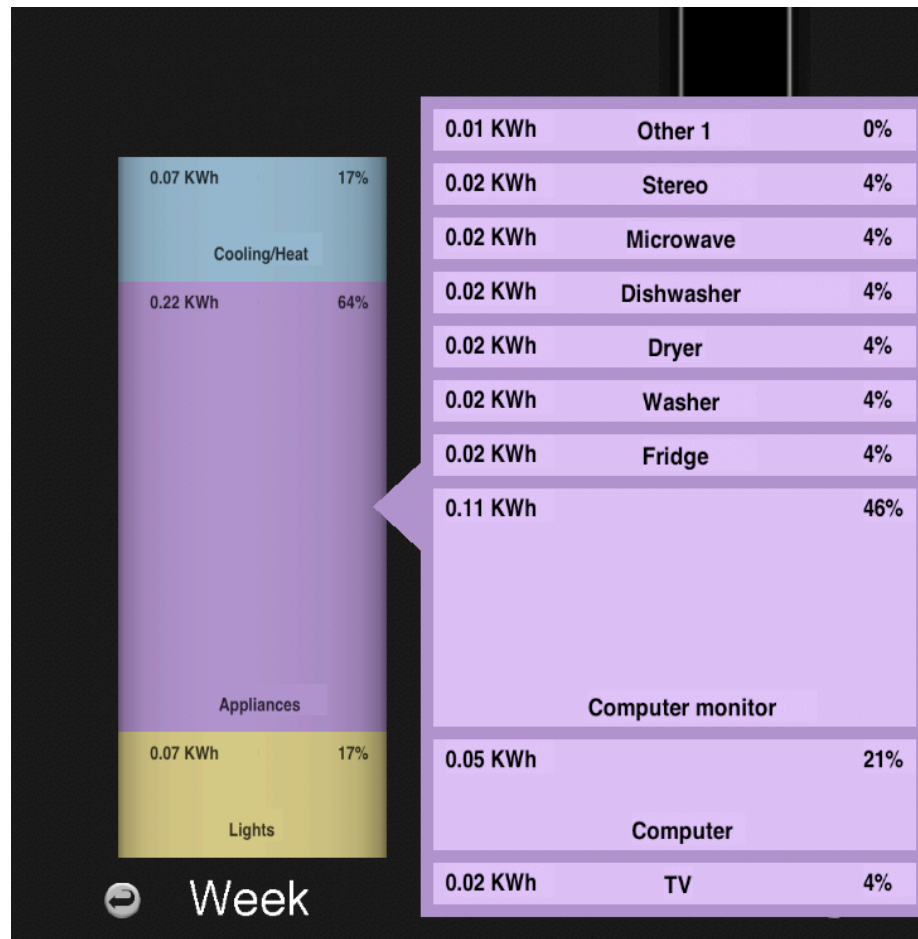 0.07 KWh 17%
Cooling/Heat
0.22 KWh 64%
Appliances
0.07 KWh 17%
Lights
Week
0.01 KWh Other 1 0%
0.02 KWh Stereo 4%
0.02 KWh Microwave 4%
0.02 KWh Dishwasher 4%
0.02 KWh Dryer 4%
0.02 KWh Washer 4%
0.02 KWh Fridge 4%
0.11 KWh 46%
Computer monitor
0.05 KWh 21%
Computer
0.02 KWh TV 4%